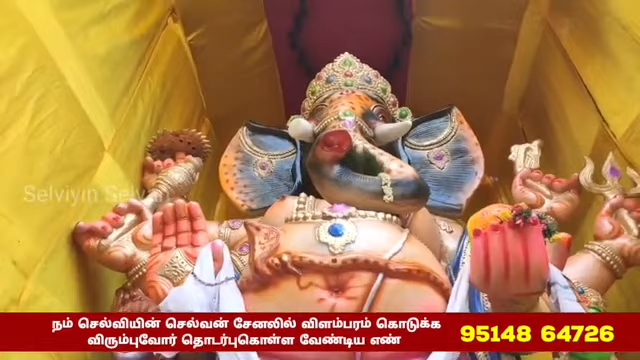 Selviyin Selvan
நம் செல்வியின் செல்வன் சேனலில் விளம்பரம் கொடுக்க
விரும்புவோர் தொடர்புகொள்ள வேண்டிய எண்
95148 64726